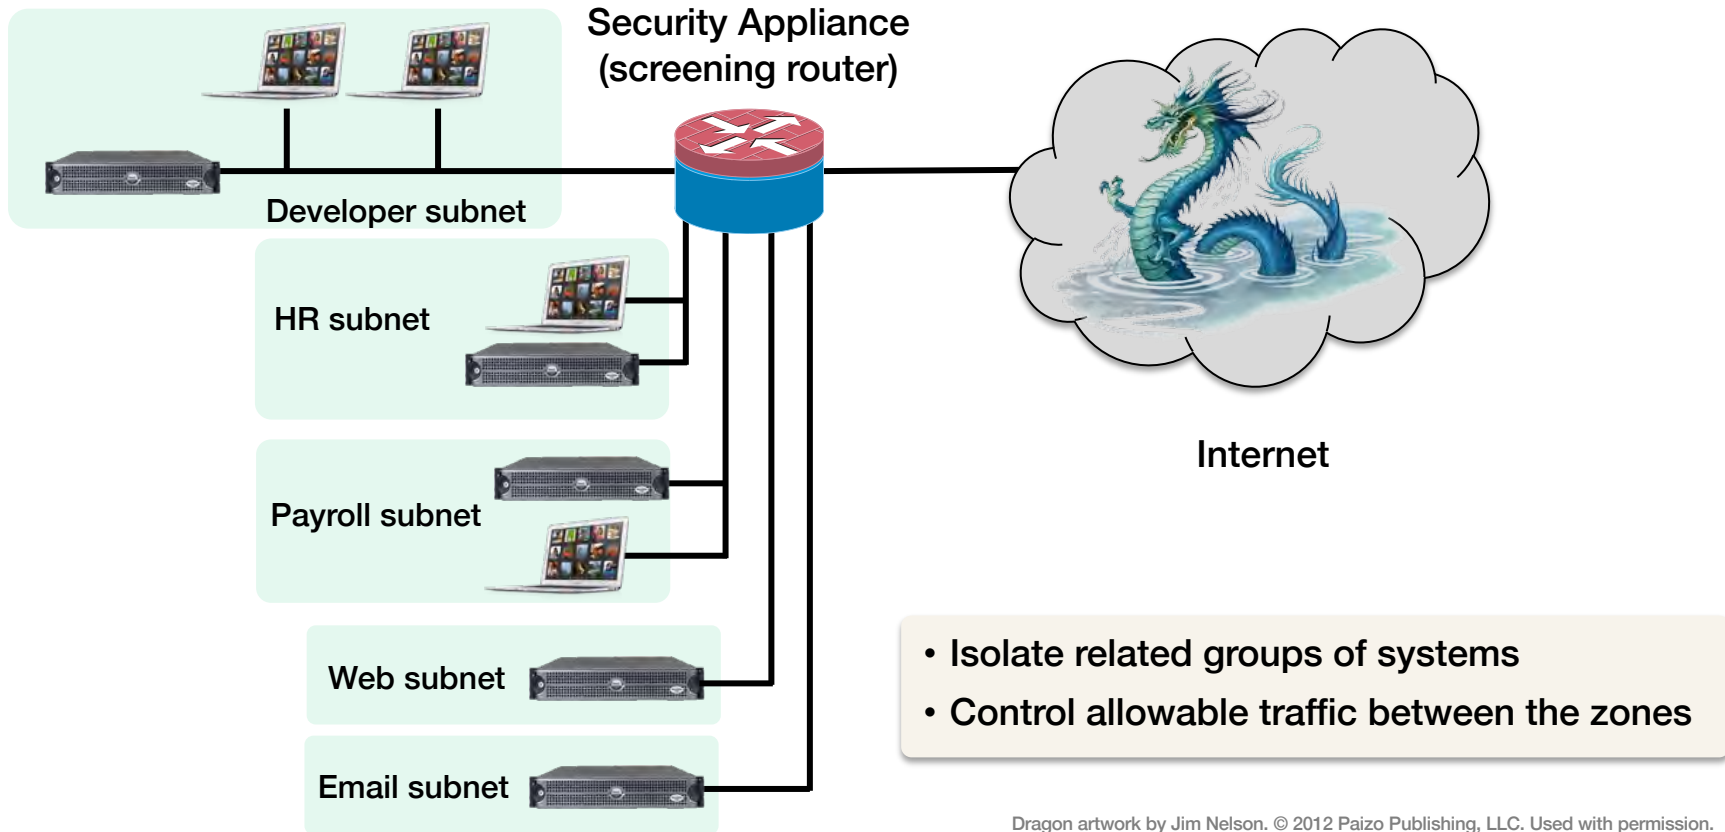 Security Appliance
(screening router)
Developer subnet
HR subnet
Payroll subnet
Web subnet
Email subnet
Internet
• Isolate related groups of systems
• Control allowable traffic between the zones
Dragon artwork by Jim Nelson. © 2012 Paizo Publishing, LLC. Used with permission.